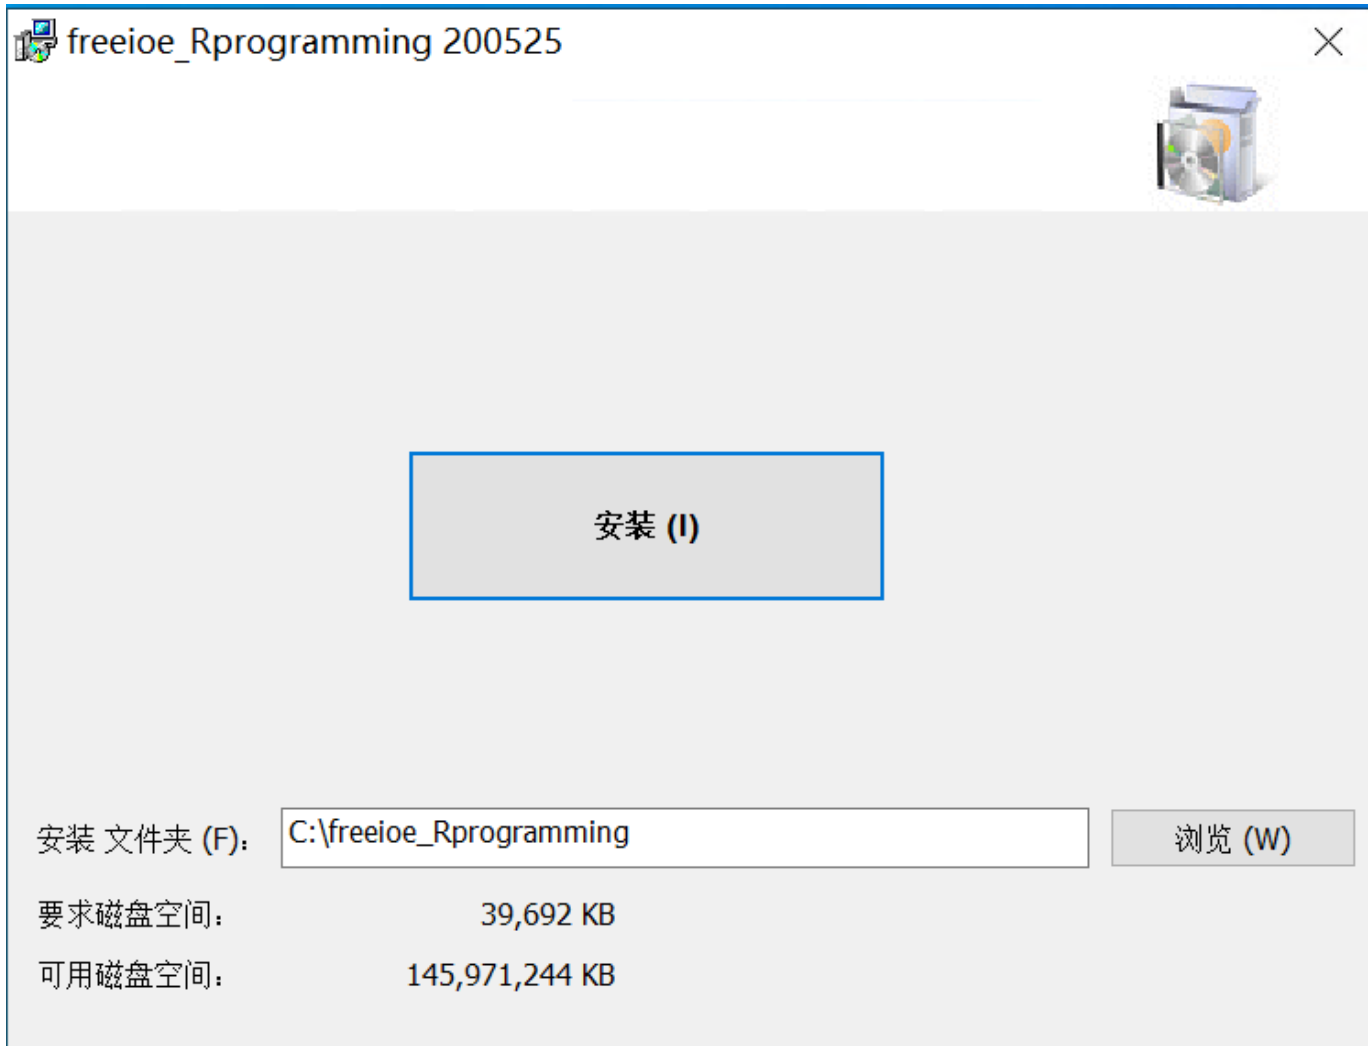 freeioe_Rprogramming 200525
安装 (I)
安装 文件夹 (F): C:\freeioe_Rprogramming 浏览 (W)
要求磁盘空间: 39,692 KB
可用磁盘空间: 145,971,244 KB